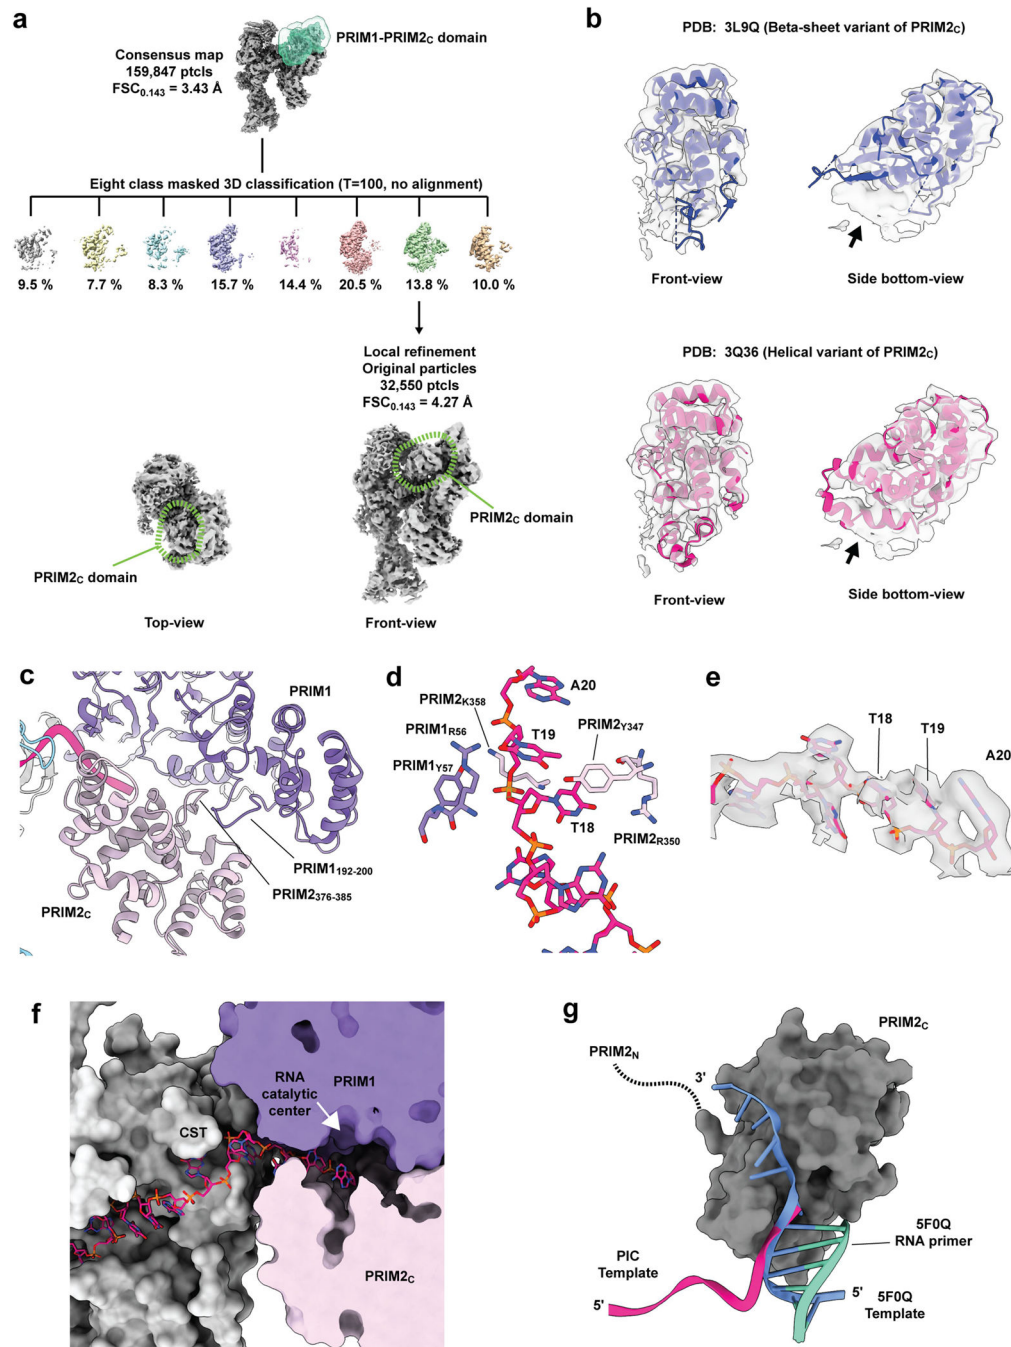 a
PRIM1-PRIM2C domain
Consensus map
159,847 ptcls
FSC0.143 = 3.43 Å
Eight class masked 3D classification (T=100, no alignment)
9.5 %
7.7 %
8.3 %
15.7 %
14.4 %
20.5 %
13.8 %
10.0 %
Local refinement
Original particles
32,550 ptcls
FSC0.143 = 4.27 Å
PRIM2C domain
PRIM2C domain
Top-view
Front-view
b
PDB: 3L9Q (Beta-sheet variant of PRIM2C)
Front-view
Side bottom-view
PDB: 3Q36 (Helical variant of PRIM2C)
Front-view
Side bottom-view
c
PRIM1
PRIM1192-200
PRIM2376-385
PRIM2C
d
A20
PRIM2K358
PRIM1R56
T19
PRIM2Y347
PRIM1Y57
T18
PRIM2R350
e
T18
T19
A20
f
RNA
catalytic
center
PRIM1
CST
PRIM2C
g
PRIM2C
PRIM2N
3'
5F0Q
RNA primer
PIC
Template
5'
5'
5F0Q
Template